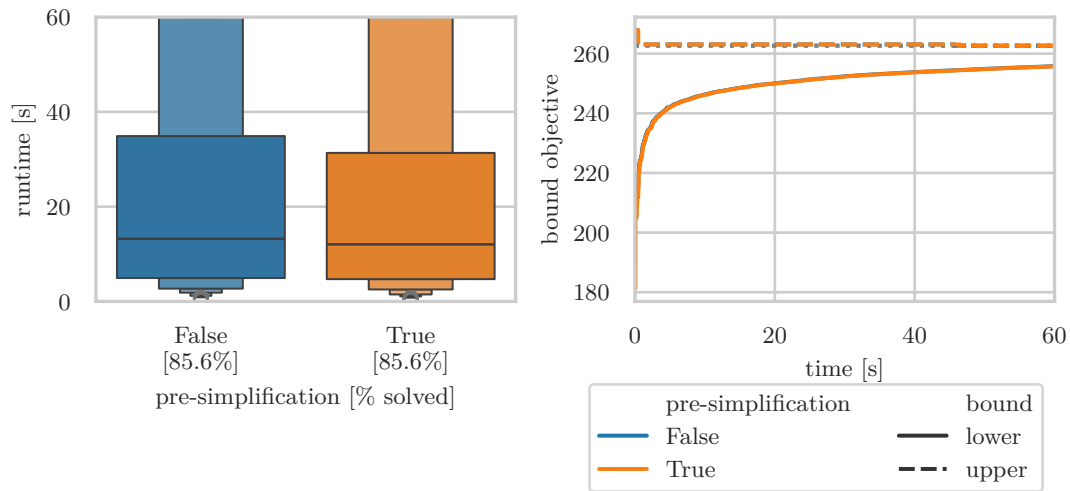 60
40
20
0
runtime [s]
False
[85.6%]
True
[85.6%]
pre-simplification [% solved]
260
240
220
200
180
bound objective
0 20 40 60
time [s]
pre-simplification bound
False lower
True upper